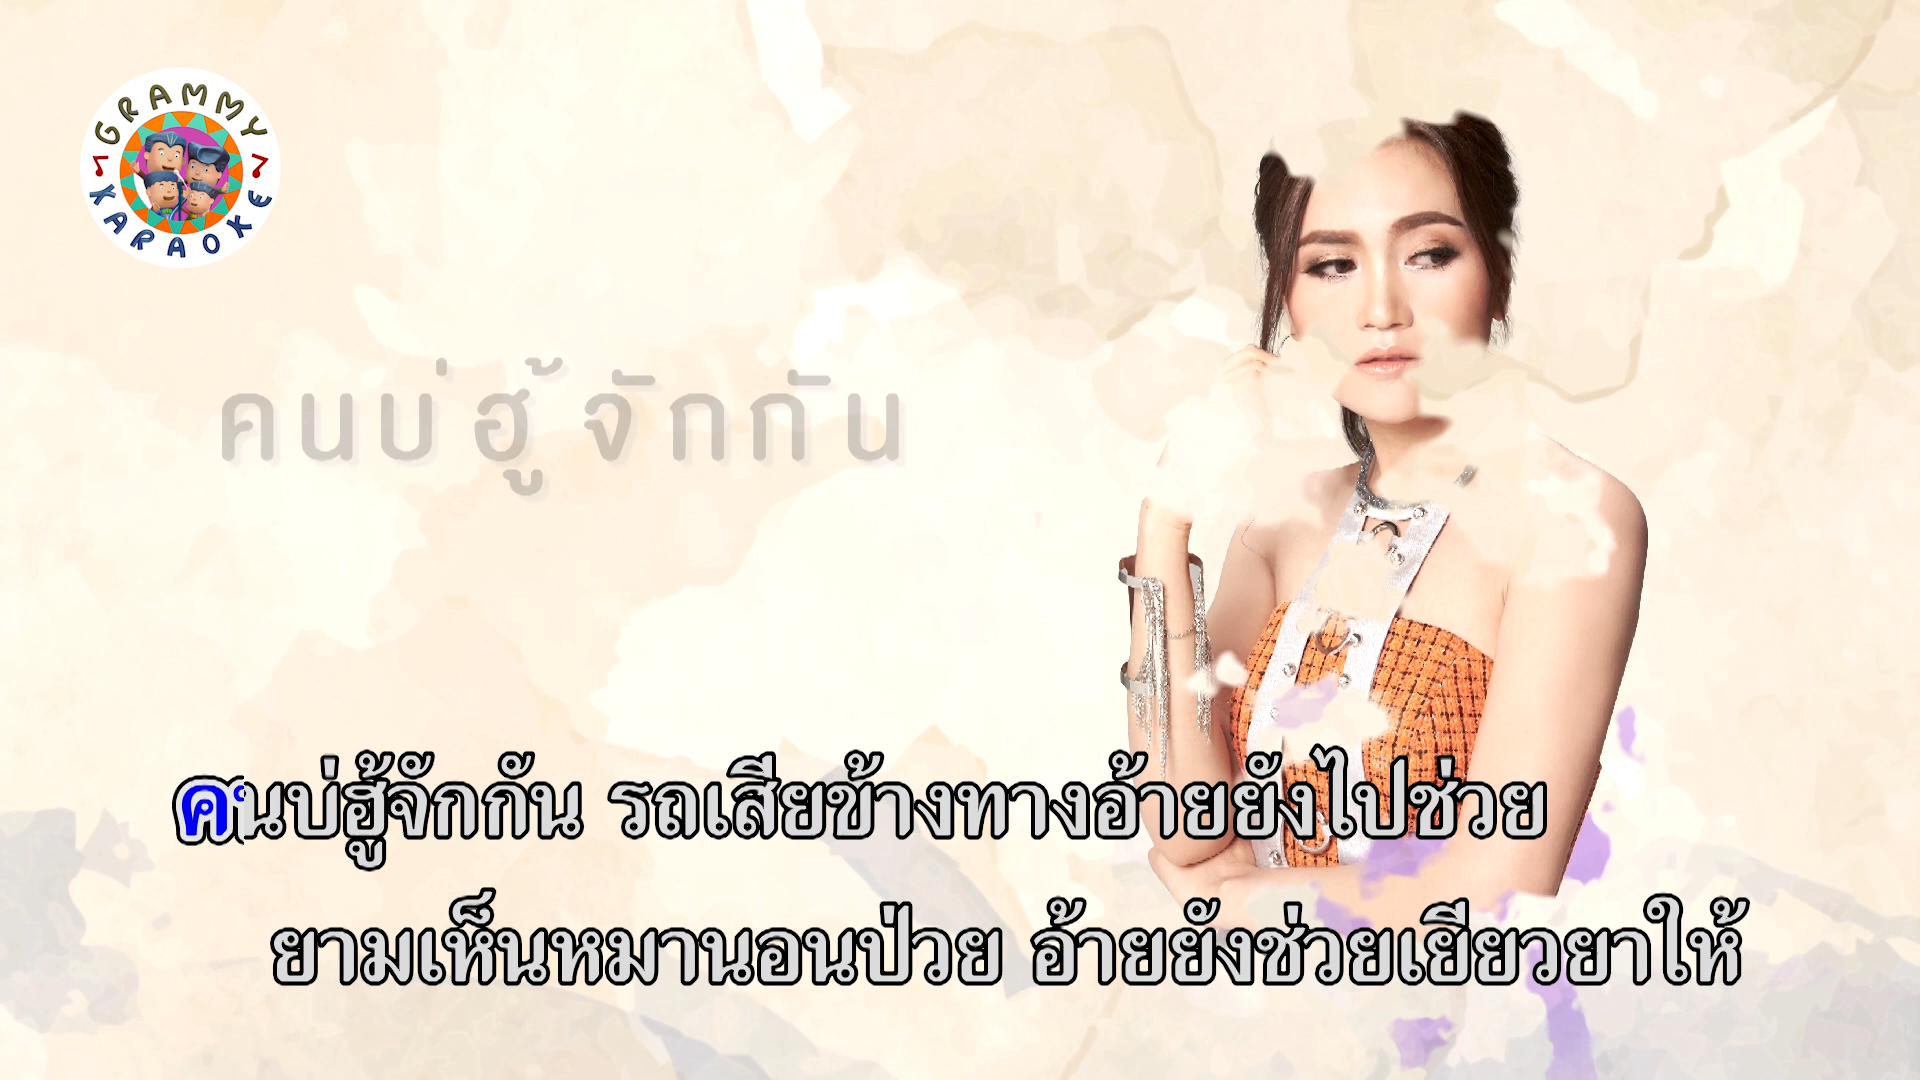 GRAMMY
KARAOKE
คนบ่ฮู้จักกัน
คนบ่ฮู้จักกัน รถเสียข้างทางอ้ายยังไปช่วย
ยามเห็นหมานอนป่วย อ้ายยังช่วยเยียวยาให้